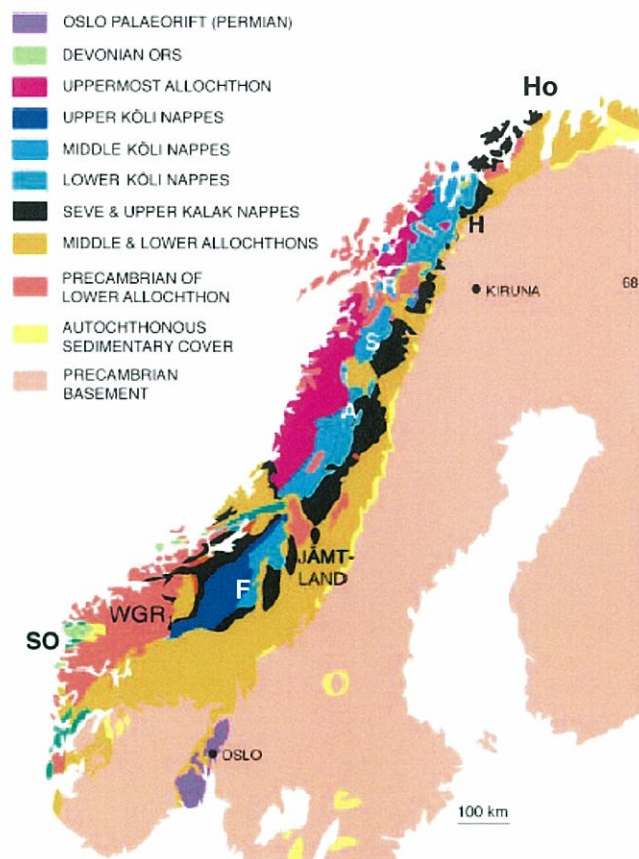 OSLO PALAEORIFT (PERMIAN)
DEVONIAN ORS
UPPERMOST ALLOCHTHON
UPPER KÖLI NAPPES
MIDDLE KÖLI NAPPES
LOWER KÖLI NAPPES
SEVE & UPPER KALAK NAPPES
MIDDLE & LOWER ALLOCHTHONS
PRECAMBRIAN OF
LOWER ALLOCHTHON
AUTOCHTHONOUS
SEDIMENTARY COVER
PRECAMBRIAN
BASEMENT
Ho
H
R
KIRUNA
68
S
A
JÄMT-
LAND
F
WGR
SO
OSLO
100 km